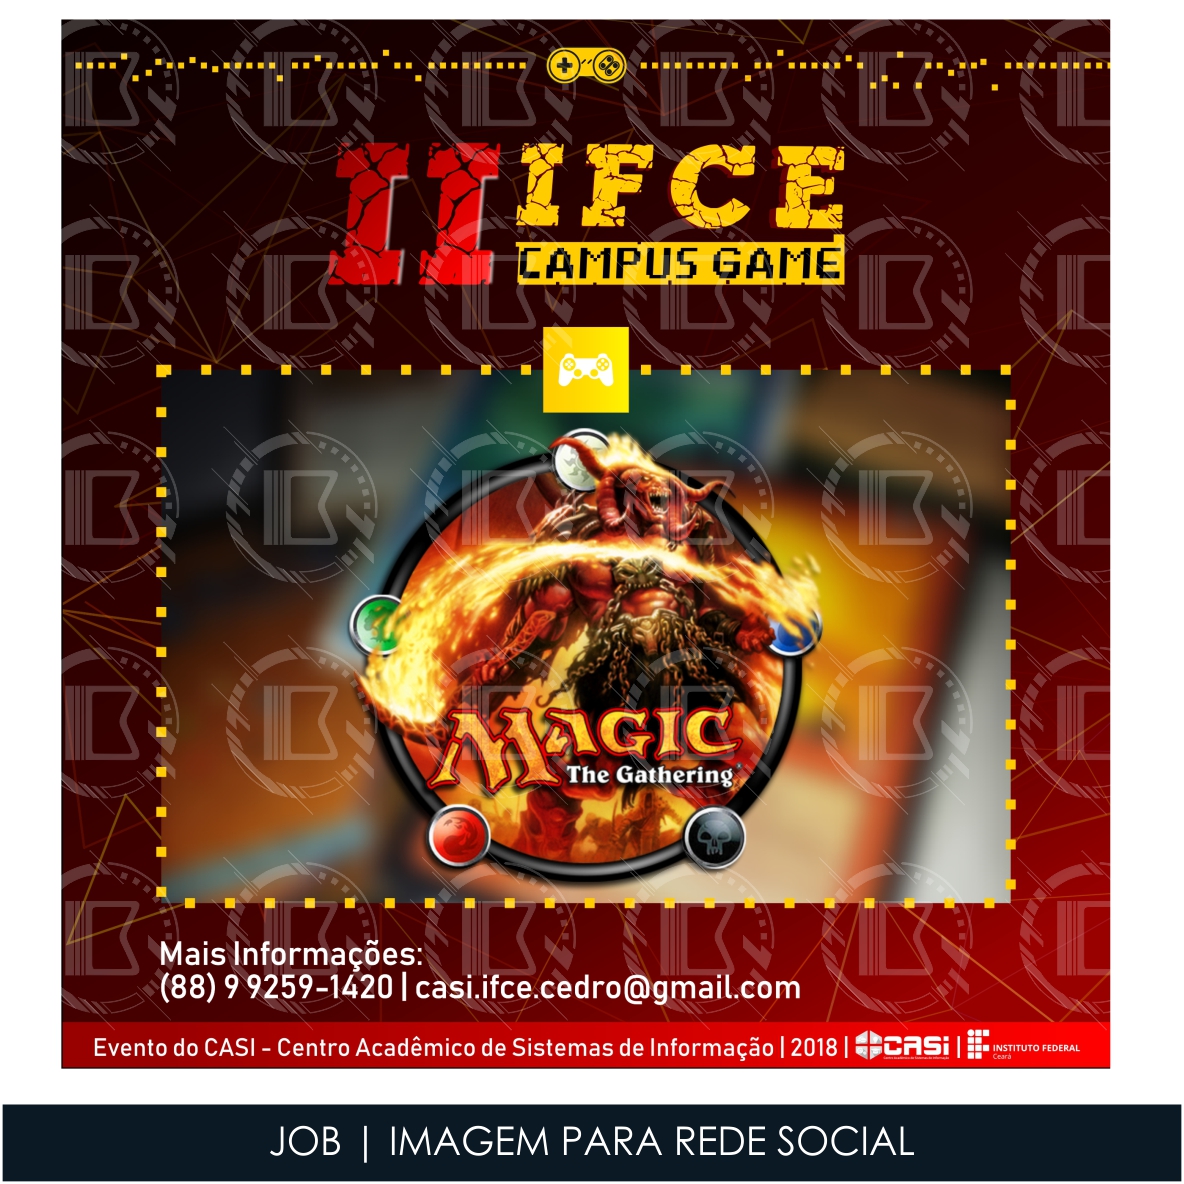 II IFCE
CAMPUS GAME
MAGIC
The Gathering
Mais Informações:
(88) 9 9259-1420 | casi.ifce.cedro@gmail.com
Evento do CASI - Centro Acadêmico de Sistemas de Informação | 2018 | CASI | INSTITUTO FEDERAL
Ceará
JOB | IMAGEM PARA REDE SOCIAL